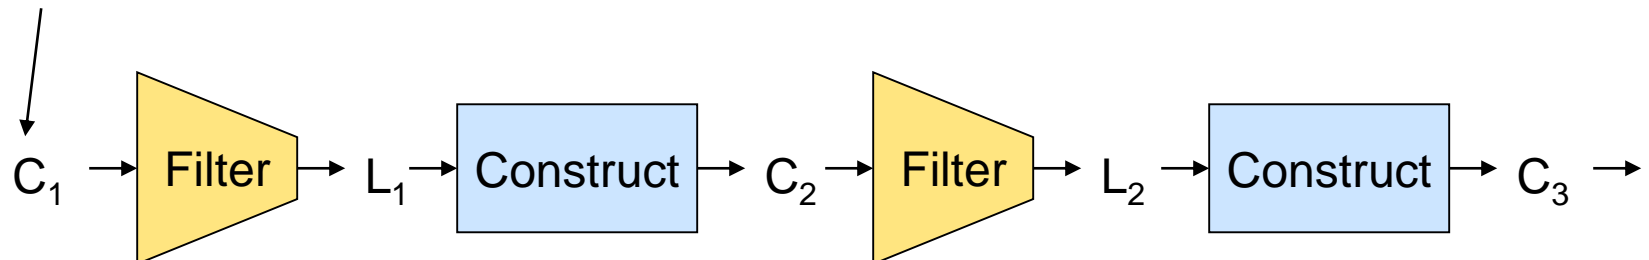 C₁ Filter L₁ Construct C₂ Filter L₂ Construct C₃